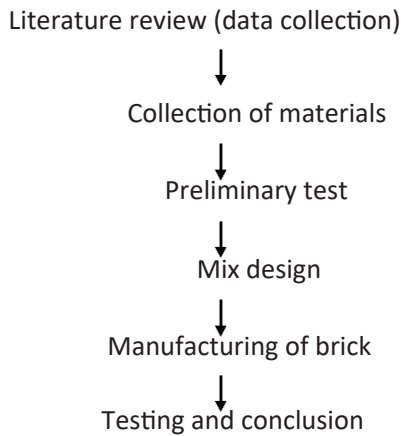 Literature review (data collection)
Collection of materials
Preliminary test
Mix design
Manufacturing of brick
Testing and conclusion